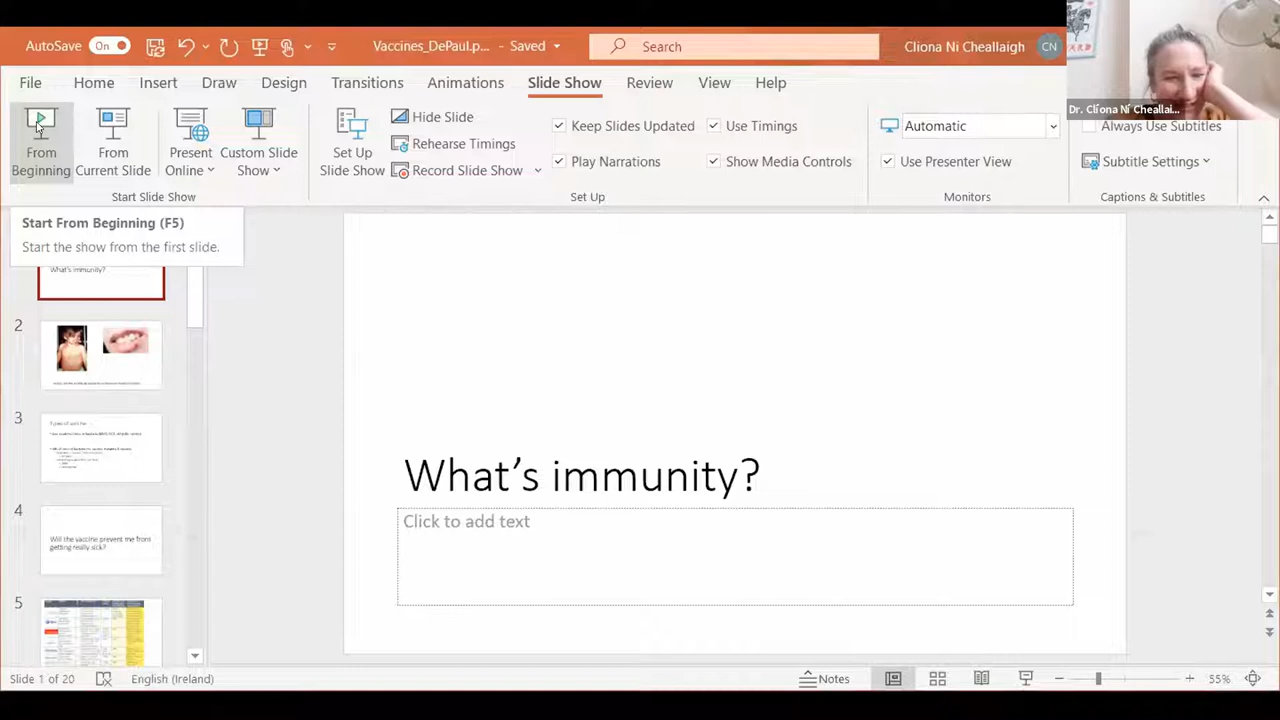 AutoSave On Vaccines_DePaul.p... - Saved Search Cliona Ni Cheallaigh CN
Dr. Clíona Ní Cheallai...
File Home Insert Draw Design Transitions Animations Slide Show Review View Help
From Beginning
From Current Slide
Present Online
Custom Slide Show
Start Slide Show
Set Up Slide Show
Hide Slide
Rehearse Timings
Record Slide Show
Keep Slides Updated
Play Narrations
Use Timings
Show Media Controls
Set Up
Automatic
Use Presenter View
Monitors
Always Use Subtitles
Subtitle Settings
Captions & Subtitles
Start From Beginning (F5)
Start the show from the first slide.
What's immunity?
2
3
4
Will the vaccine prevent me from
getting really sick?
5
What’s immunity?
Click to add text
Slide 1 of 20 English (Ireland) Notes 55%